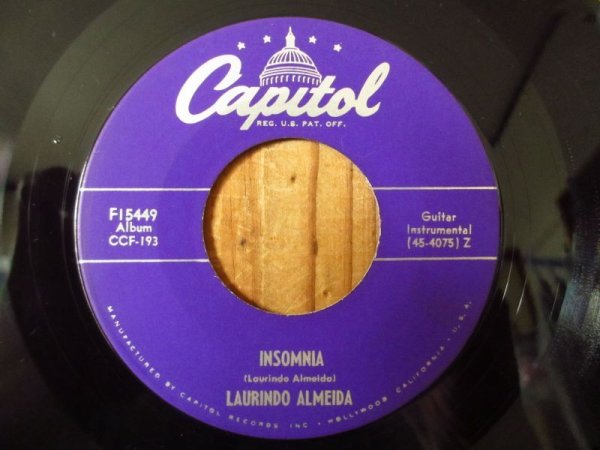 Capitol
REG. U.S. PAT. OFF.
F15449
Album
CCF-193
Guitar
Instrumental
(45-4075) Z
INSOMNIA
(Laurindo Almeida)
LAURINDO ALMEIDA
MANUFACTURED BY CAPITOL RECORDS INC • HOLLYWOOD CALIFORNIA • U.S.A.